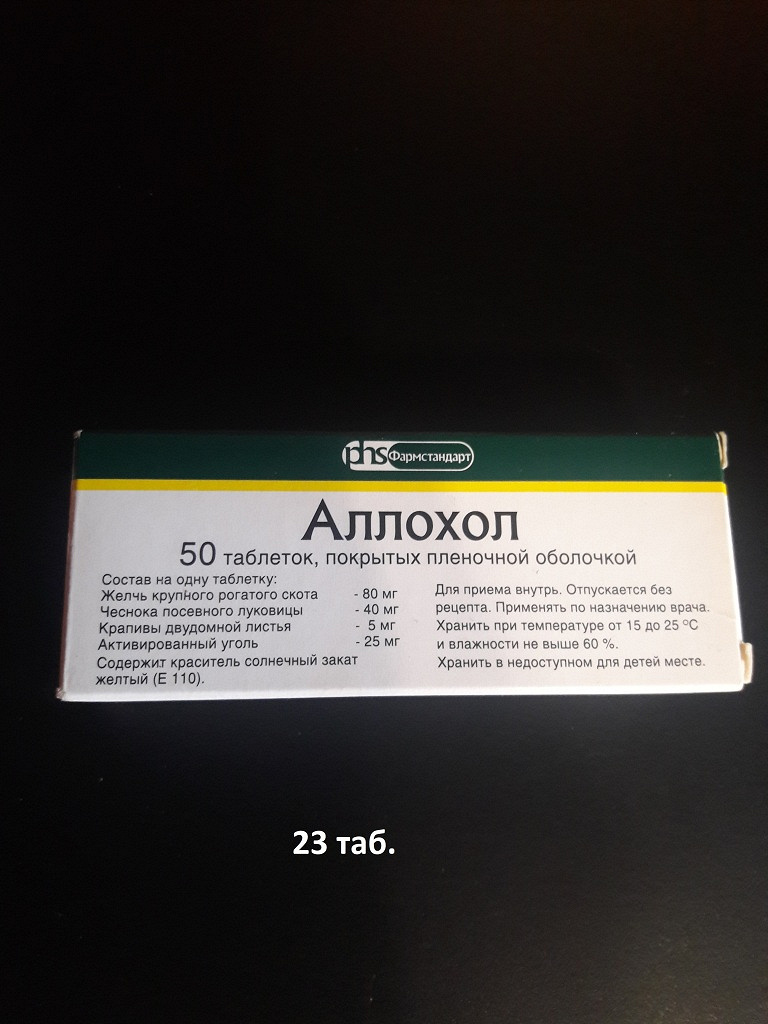 phs Фармстандарт
Аллохол
50 таблеток, покрытых пленочной оболочкой
Состав на одну таблетку:
Желчь крупного рогатого скота - 80 мг
Чеснока посевного луковицы - 40 мг
Крапивы двудомной листья - 5 мг
Активированный уголь - 25 мг
Содержит краситель солнечный закат
желтый (Е 110).
Для приема внутрь. Отпускается без
рецепта. Применять по назначению врача.
Хранить при температуре от 15 до 25 ºС
и влажности не выше 60 %.
Хранить в недоступном для детей месте.
23 таб.